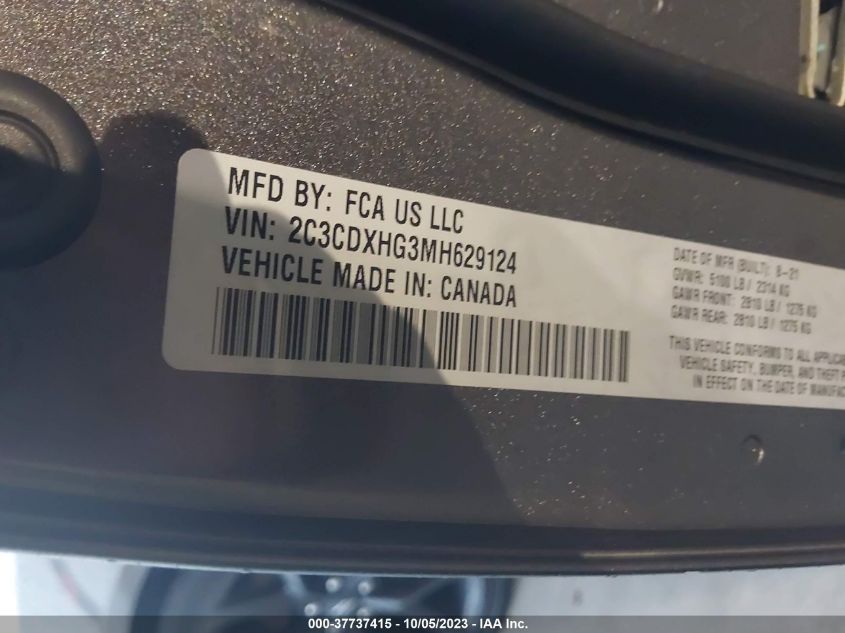 MFD BY: FCA US LLC
VIN: 2C3CDXHG3MH629124
VEHICLE MADE IN: CANADA
DATE OF MFR (BUILT): 8-21
GVWR: 5100 LB / 2314 KG
GAWR FRONT: 2810 LB / 1275 KG
GAWR REAR: 2810 LB / 1275 KG
THIS VEHICLE CONFORMS TO ALL APPLICABL
VEHICLE SAFETY, BUMPER, AND THEFT P
IN EFFECT ON THE DATE OF MANUFAC
000-37737415 - 10/05/2023 - © IAA Inc.